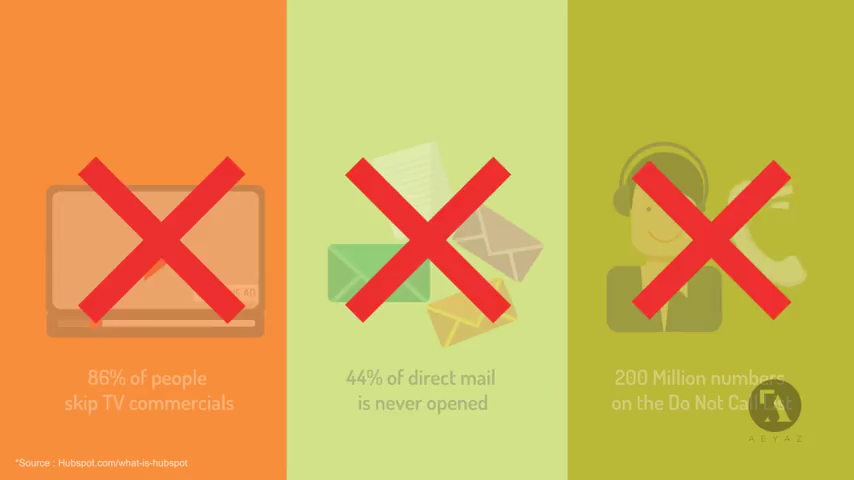 86% of people
skip TV commercials
44% of direct mail
is never opened
200 Million numbers
on the Do Not Call List
AEYAZ
*Source : Hubspot.com/what-is-hubspot